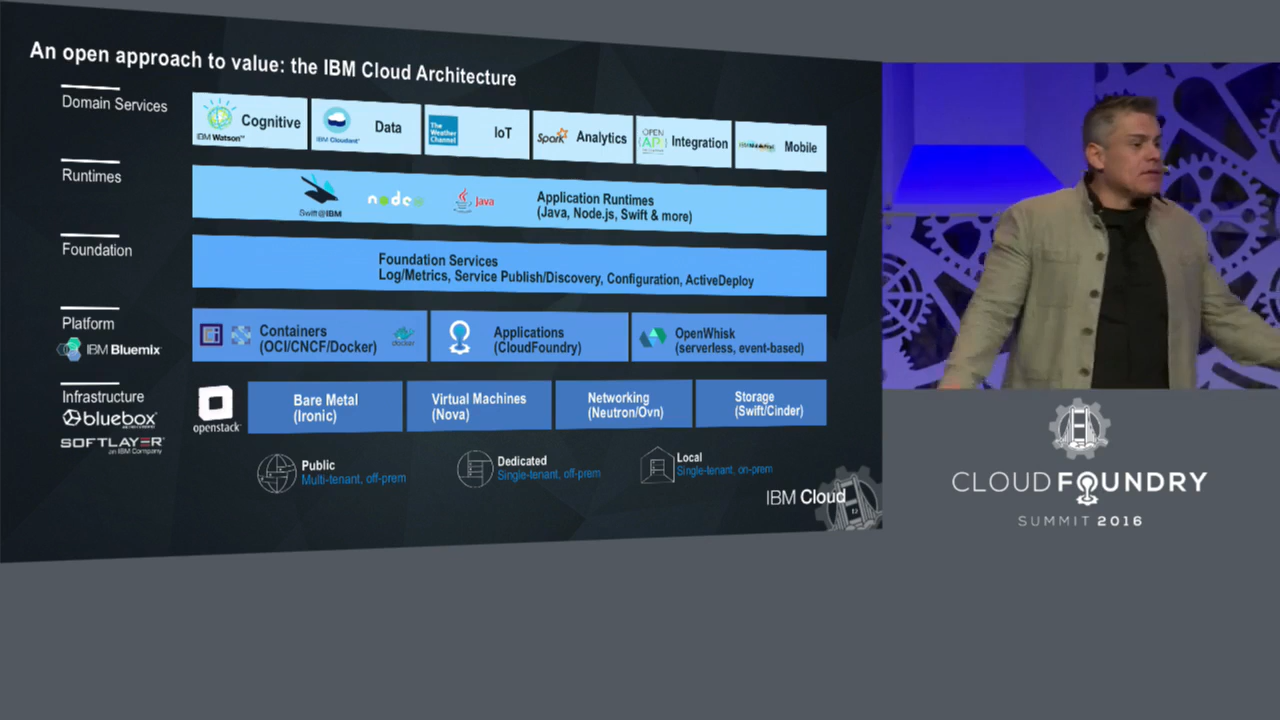 An open approach to value: the IBM Cloud Architecture
Domain Services
IBM Watson™
Cognitive
IBM Cloudant
Data
The
Weather
Channel
IoT
Spark
Analytics
OPEN
API
Integration
Mobile
Runtimes
Swift@IBM
node
Java
Application Runtimes
(Java, Node.js, Swift & more)
Foundation
Foundation Services
Log/Metrics, Service Publish/Discovery, Configuration, ActiveDeploy
Platform
IBM Bluemix
Containers
(OCI/CNCF/Docker)
docker
Applications
(CloudFoundry)
OpenWhisk
(serverless, event-based)
Infrastructure
bluebox
SOFTLAYER
an IBM Company
openstack
Bare Metal
(Ironic)
Virtual Machines
(Nova)
Networking
(Neutron/Ovn)
Storage
(Swift/Cinder)
Public
Multi-tenant, off-prem
Dedicated
Single-tenant, off-prem
Local
Single-tenant, on-prem
IBM Cloud
CLOUD FOUNDRY
SUMMIT 2016